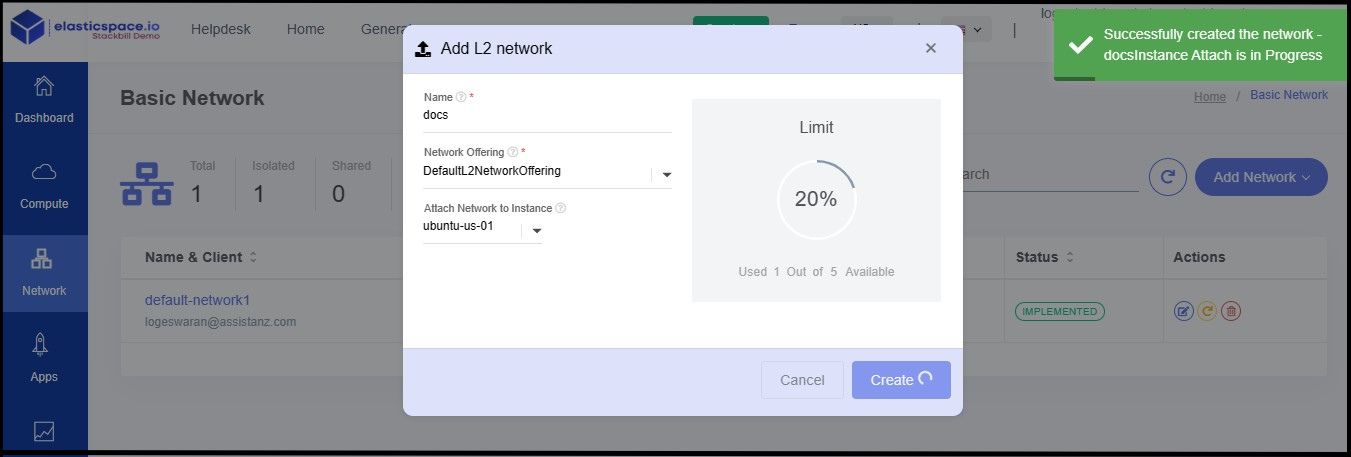 elasticspace.io
Stackbill Demo
Helpdesk
Home
Successfully created the network -
docsInstance Attach is in Progress
Add L2 network
Dashboard
Compute
Network
Apps
Basic Network
Home / Basic Network
Total
1
Isolated
1
Shared
0
Add Network
Name *
docs
Network Offering *
DefaultL2NetworkOffering
Attach Network to Instance
ubuntu-us-01
Limit
20%
Used 1 Out of 5 Available
Name & Client
Status
Actions
default-network1
logeswaran@assistanz.com
IMPLEMENTED
Cancel
Create